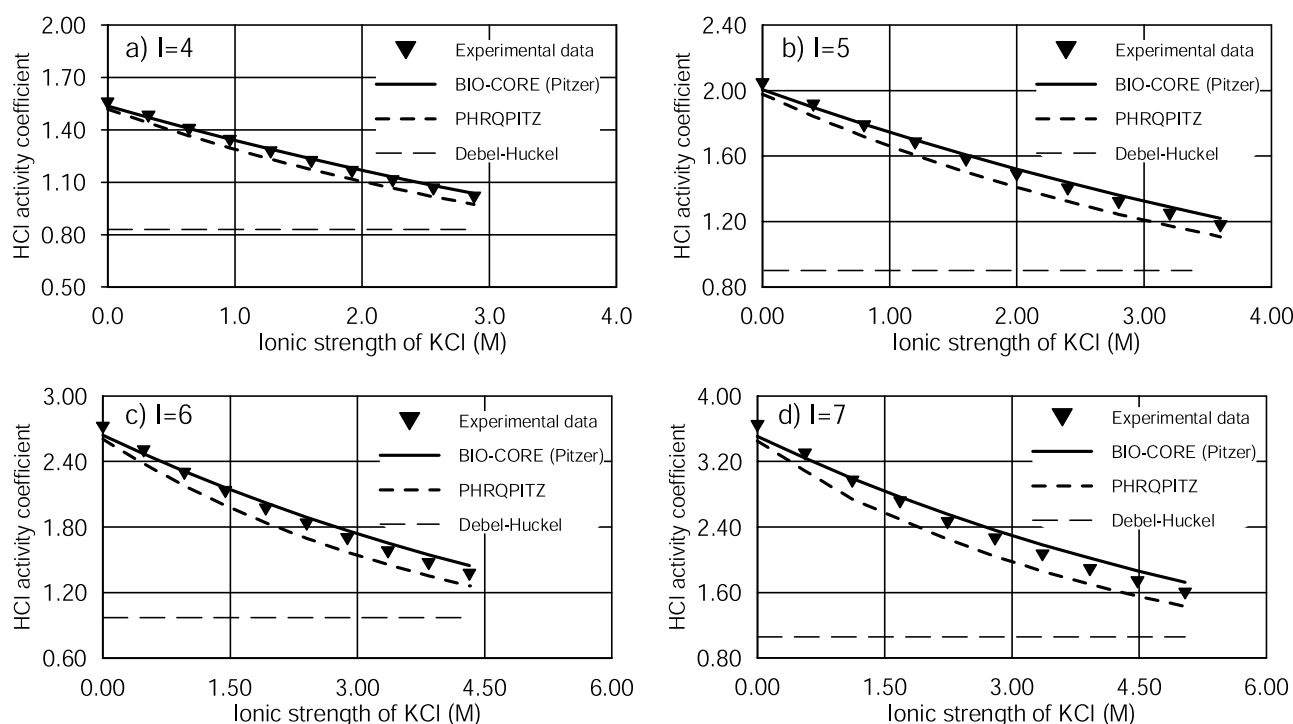 a) I=4
HCl activity coefficient
2.00
1.70
1.40
1.10
0.80
0.50
Experimental data
BIO-CORE (Pitzer)
PHRQPITZ
Debel-Huckel
0.0 1.0 2.0 3.0 4.0
Ionic strength of KCl (M)
b) I=5
HCl activity coefficient
2.40
2.00
1.60
1.20
0.80
Experimental data
BIO-CORE (Pitzer)
PHRQPITZ
Debel-Huckel
0.00 1.00 2.00 3.00 4.00
Ionic strength of KCl (M)
c) I=6
HCl activity coefficient
3.00
2.40
1.80
1.20
0.60
Experimental data
BIO-CORE (Pitzer)
PHRQPITZ
Debel-Huckel
0.00 1.50 3.00 4.50 6.00
Ionic strength of KCl (M)
d) I=7
HCl activity coefficient
4.00
3.20
2.40
1.60
0.80
Experimental data
BIO-CORE (Pitzer)
PHRQPITZ
Debel-Huckel
0.00 1.50 3.00 4.50 6.00
Ionic strength of KCl (M)